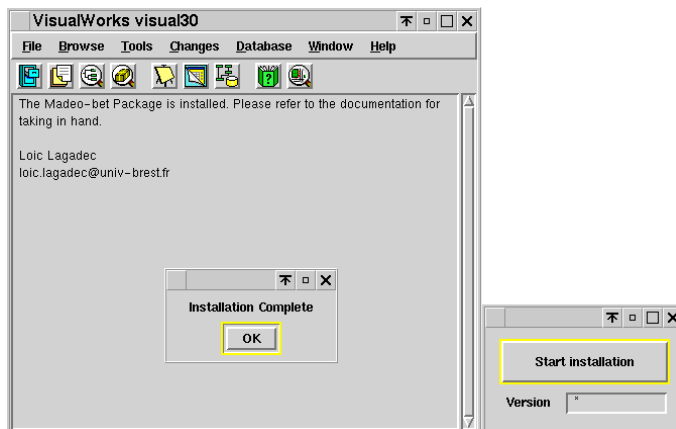 VisualWorks visual30
File Browse Tools Changes Database Window Help
The Madeo-bet Package is installed. Please refer to the documentation for
taking in hand.
Loic Lagadec
loic.lagadec@univ-brest.fr
Installation Complete
OK
Start installation
Version *